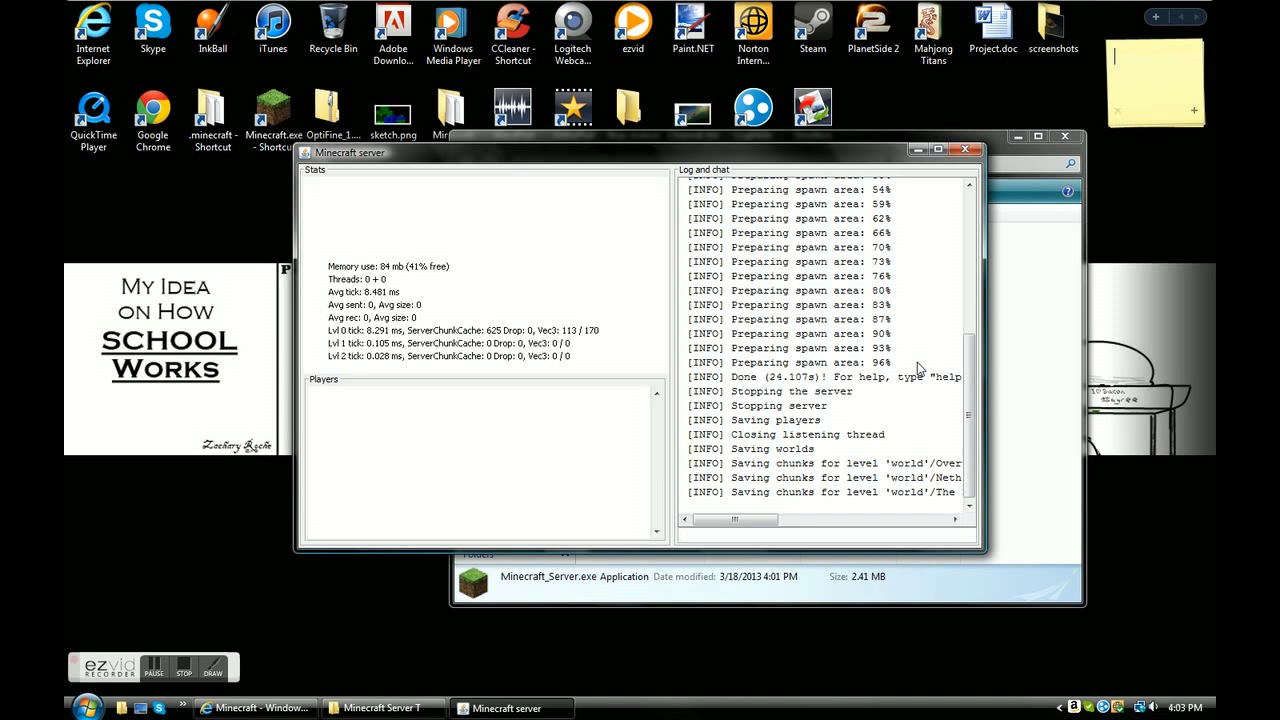 Internet Explorer
Skype
InkBall
iTunes
Recycle Bin
Adobe Downlo...
Windows Media Player
CCleaner - Shortcut
Logitech Webca...
ezvid
Paint.NET
Norton Intern...
Steam
PlanetSide 2
Mahjong Titans
Project.doc
screenshots
QuickTime Player
Google Chrome
.minecraft - Shortcut
Minecraft.exe - Shortcut
OptiFine_1....
sketch.png
Minecraft server
Stats
Log and chat
Memory use: 84 mb (41% free)
Threads: 0 + 0
Avg tick: 8.481 ms
Avg sent: 0, Avg size: 0
Avg rec: 0, Avg size: 0
Lvl 0 tick: 8.291 ms, ServerChunkCache: 625 Drop: 0, Vec3: 113 / 170
Lvl 1 tick: 0.105 ms, ServerChunkCache: 0 Drop: 0, Vec3: 0 / 0
Lvl 2 tick: 0.028 ms, ServerChunkCache: 0 Drop: 0, Vec3: 0 / 0
Players
[INFO] Preparing spawn area: 54%
[INFO] Preparing spawn area: 59%
[INFO] Preparing spawn area: 62%
[INFO] Preparing spawn area: 66%
[INFO] Preparing spawn area: 70%
[INFO] Preparing spawn area: 73%
[INFO] Preparing spawn area: 76%
[INFO] Preparing spawn area: 80%
[INFO] Preparing spawn area: 83%
[INFO] Preparing spawn area: 87%
[INFO] Preparing spawn area: 90%
[INFO] Preparing spawn area: 93%
[INFO] Preparing spawn area: 96%
[INFO] Done (24.107s)! For help, type "help
[INFO] Stopping the server
[INFO] Stopping server
[INFO] Saving players
[INFO] Closing listening thread
[INFO] Saving worlds
[INFO] Saving chunks for level 'world'/Over
[INFO] Saving chunks for level 'world'/Neth
[INFO] Saving chunks for level 'world'/The
My Idea
on How
School
Works
Zachary Roche
P
Folders
Minecraft_Server.exe Application Date modified: 3/18/2013 4:01 PM Size: 2.41 MB
ezvid
RECORDER
PAUSE
STOP
DRAW
Minecraft - Window...
Minecraft Server T
Minecraft server
4:03 PM